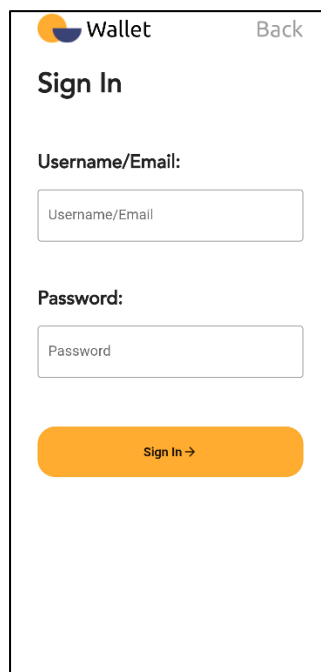 Wallet Back
Sign In
Username/Email:
Username/Email
Password:
Password
Sign In →